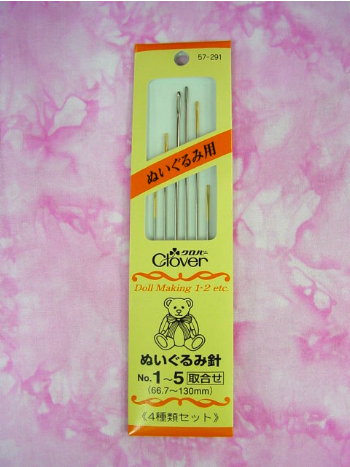 57-291
ぬいぐるみ用
クロバー
Clover
Doll Making 1-2 etc.
ぬいぐるみ針
No.1~5 取合せ
(66.7~130mm)
《4種類セット》